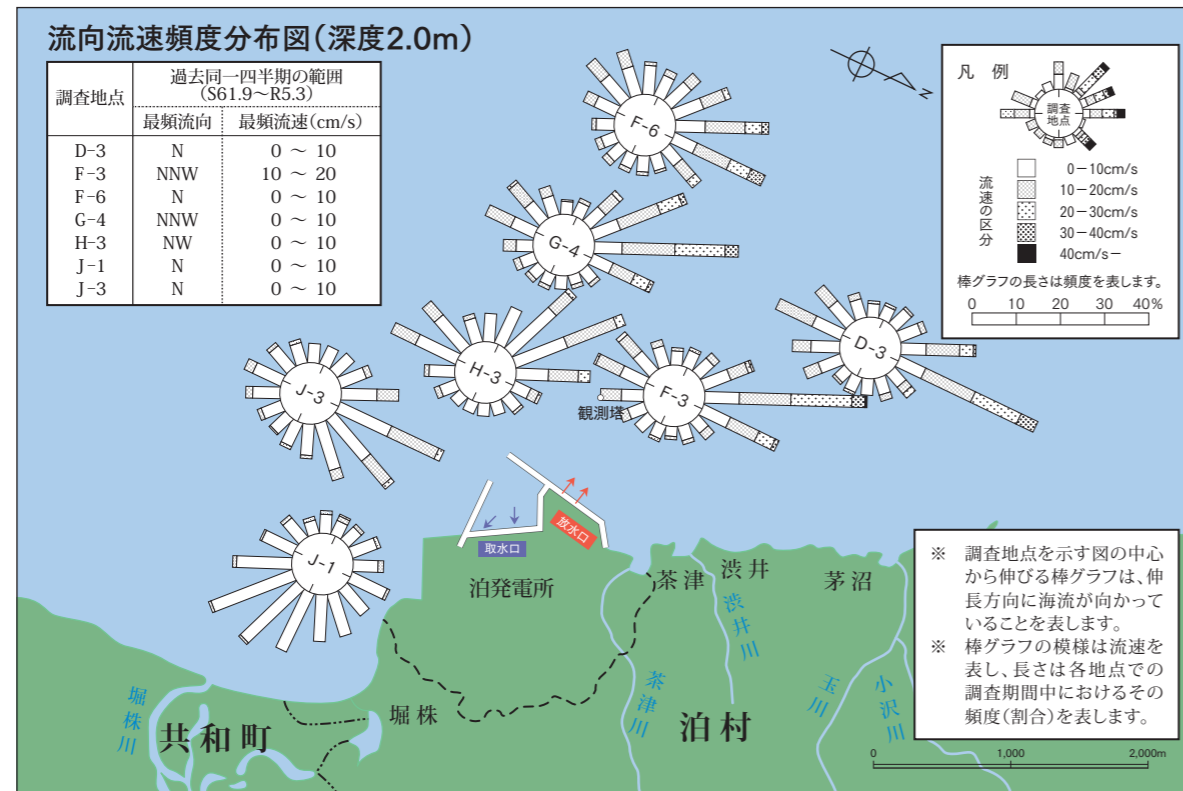 流向流速頻度分布図(深度2.0m)
調査地点 過去同一四半期の範囲
(S61.9～R5.3)
最頻流向 最頻流速(cm/s)
D-3 N 0 ～ 10
F-3 NNW 10 ～ 20
F-6 N 0 ～ 10
G-4 NNW 0 ～ 10
H-3 NW 0 ～ 10
J-1 N 0 ～ 10
J-3 N 0 ～ 10
N
凡 例
調査
地点
流速の区分
0－10cm/s
10－20cm/s
20－30cm/s
30－40cm/s
40cm/s－
棒グラフの長さは頻度を表します。
0 10 20 30 40%
F-6
G-4
D-3
H-3
F-3
J-3
観測塔
J-1
放水口
取水口
泊発電所
茶津
渋井
茅沼
渋井川
茶津川
玉川
小沢川
堀株川
堀株
共和町
泊村
※ 調査地点を示す図の中心
から伸びる棒グラフは、伸
長方向に海流が向かって
いることを表します。
※ 棒グラフの模様は流速を
表し、長さは各地点での
調査期間中におけるその
頻度(割合)を表します。
0 1,000 2,000m